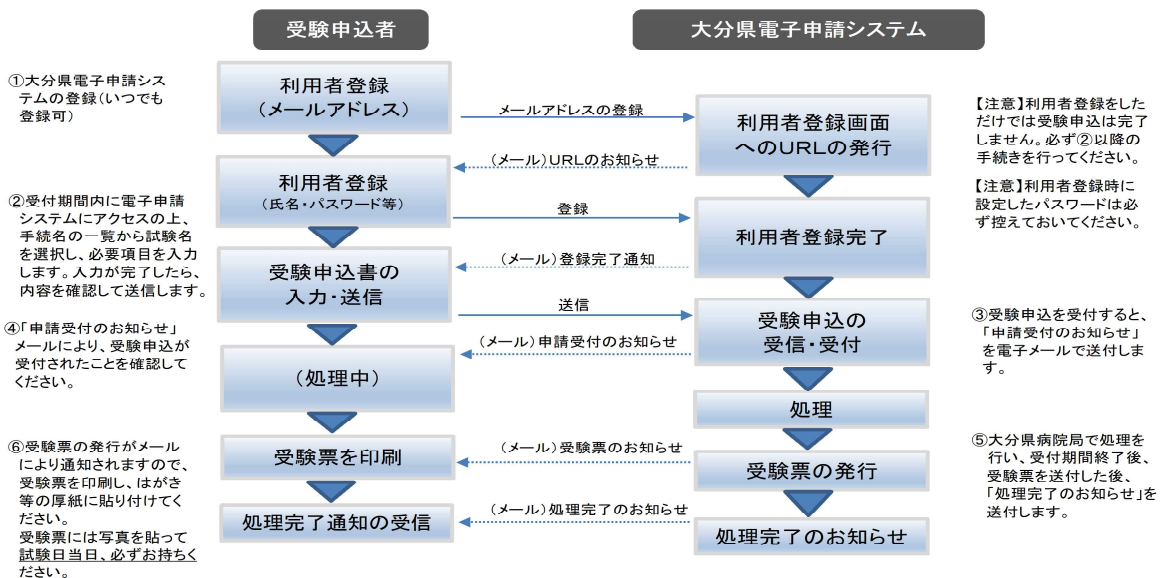 受験申込者
大分県電子申請システム
①大分県電子申請シス
テムの登録(いつでも
登録可)
利用者登録
(メールアドレス)
メールアドレスの登録
利用者登録画面
へのURLの発行
【注意】利用者登録をし
ただけでは受験申込は完了
しません。必ず②以降の
手続きを行ってください。
(メール)URLのお知らせ
利用者登録
(氏名・パスワード等)
【注意】利用者登録時に
設定したパスワードは必
ず控えておいてください。
②受付期間内に電子申請
システムにアクセスの上、
手続名の一覧から試験名
を選択し、必要項目を入力
します。入力が完了したら、
内容を確認して送信します。
登録
利用者登録完了
(メール)登録完了通知
受験申込書の
入力・送信
送信
受験申込の
受信・受付
③受験申込を受付すると、
「申請受付のお知らせ」
を電子メールで送付しま
す。
④「申請受付のお知らせ」
メールにより、受験申込が
受付されたことを確認して
ください。
(メール)申請受付のお知らせ
(処理中)
処理
⑥受験票の発行がメール
により通知されますので、
受験票を印刷し、はがき
等の厚紙に貼り付けてく
ださい。
受験票には写真を貼って
試験日当日、必ずお持ちく
ださい。
受験票を印刷
(メール)受験票のお知らせ
受験票の発行
⑤大分県病院局で処理を
行い、受付期間終了後、
受験票を送付した後、
「処理完了のお知らせ」を
送付します。
処理完了通知の受信
(メール)処理完了のお知らせ
処理完了のお知らせ